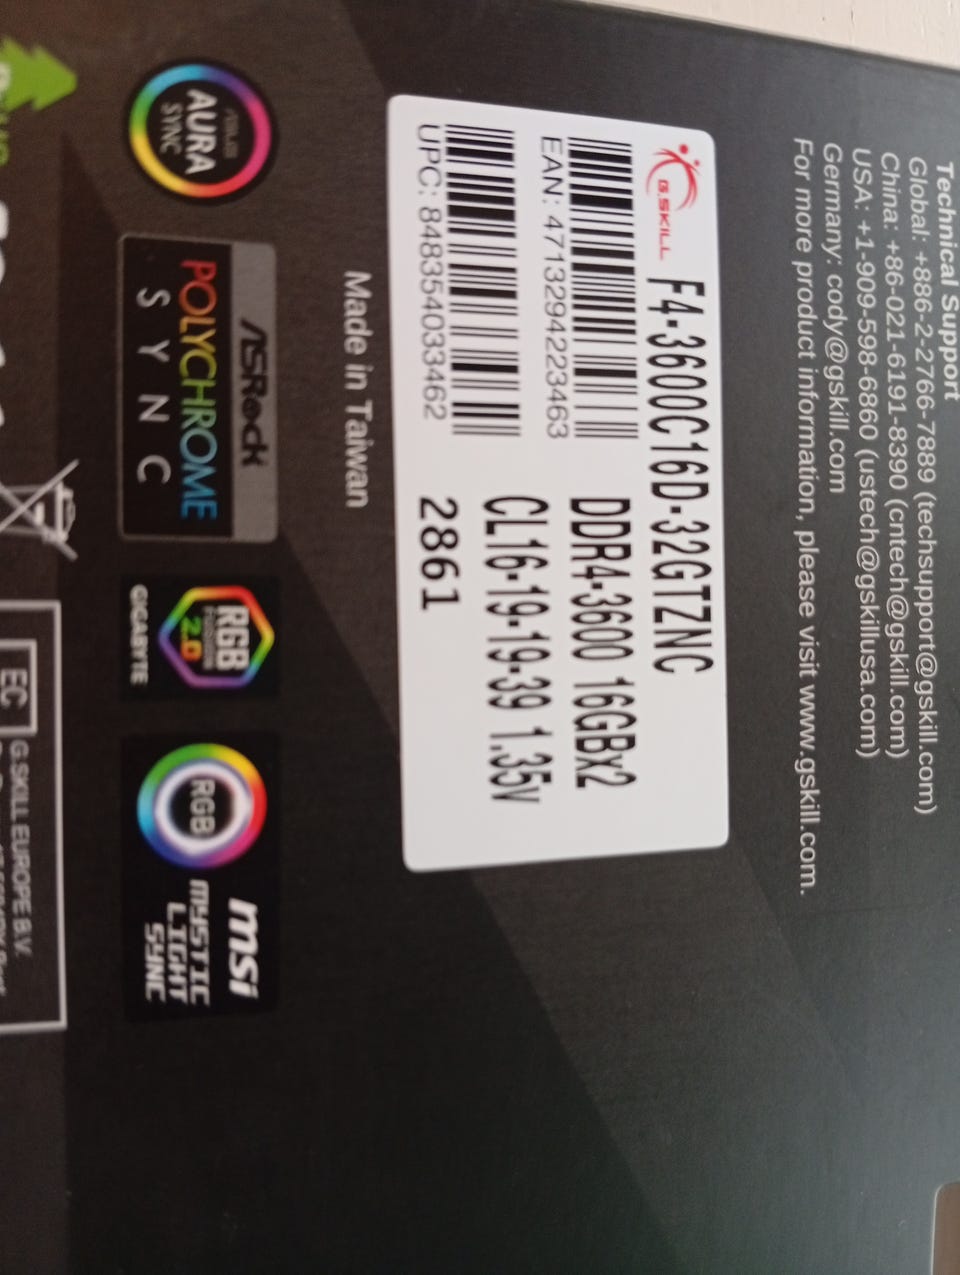 Technical Support
Global: +886-2-2766-7889 (techsupport@gskill.com)
China: +86-021-6191-8390 (cntech@gskill.com)
USA: +1-909-598-6860 (ustech@gskillusa.com)
Germany: cody@gskill.com
For more product information, please visit www.gskill.com.
G.SKILL
F4-3600C16D-32GTZNC
EAN: 4713294223463
DDR4-3600 16GBx2
CL16-19-19-39 1.35v
UPC: 848354033462
2861
Made in Taiwan
AURA
SYNC
ASRock
POLYCHROME
SYNC
RGB
FUSION
2.0
GIGABYTE
RGB
msi
MYSTIC
LIGHT
SYNC
EC
G.SKILL EUROPE B.V.